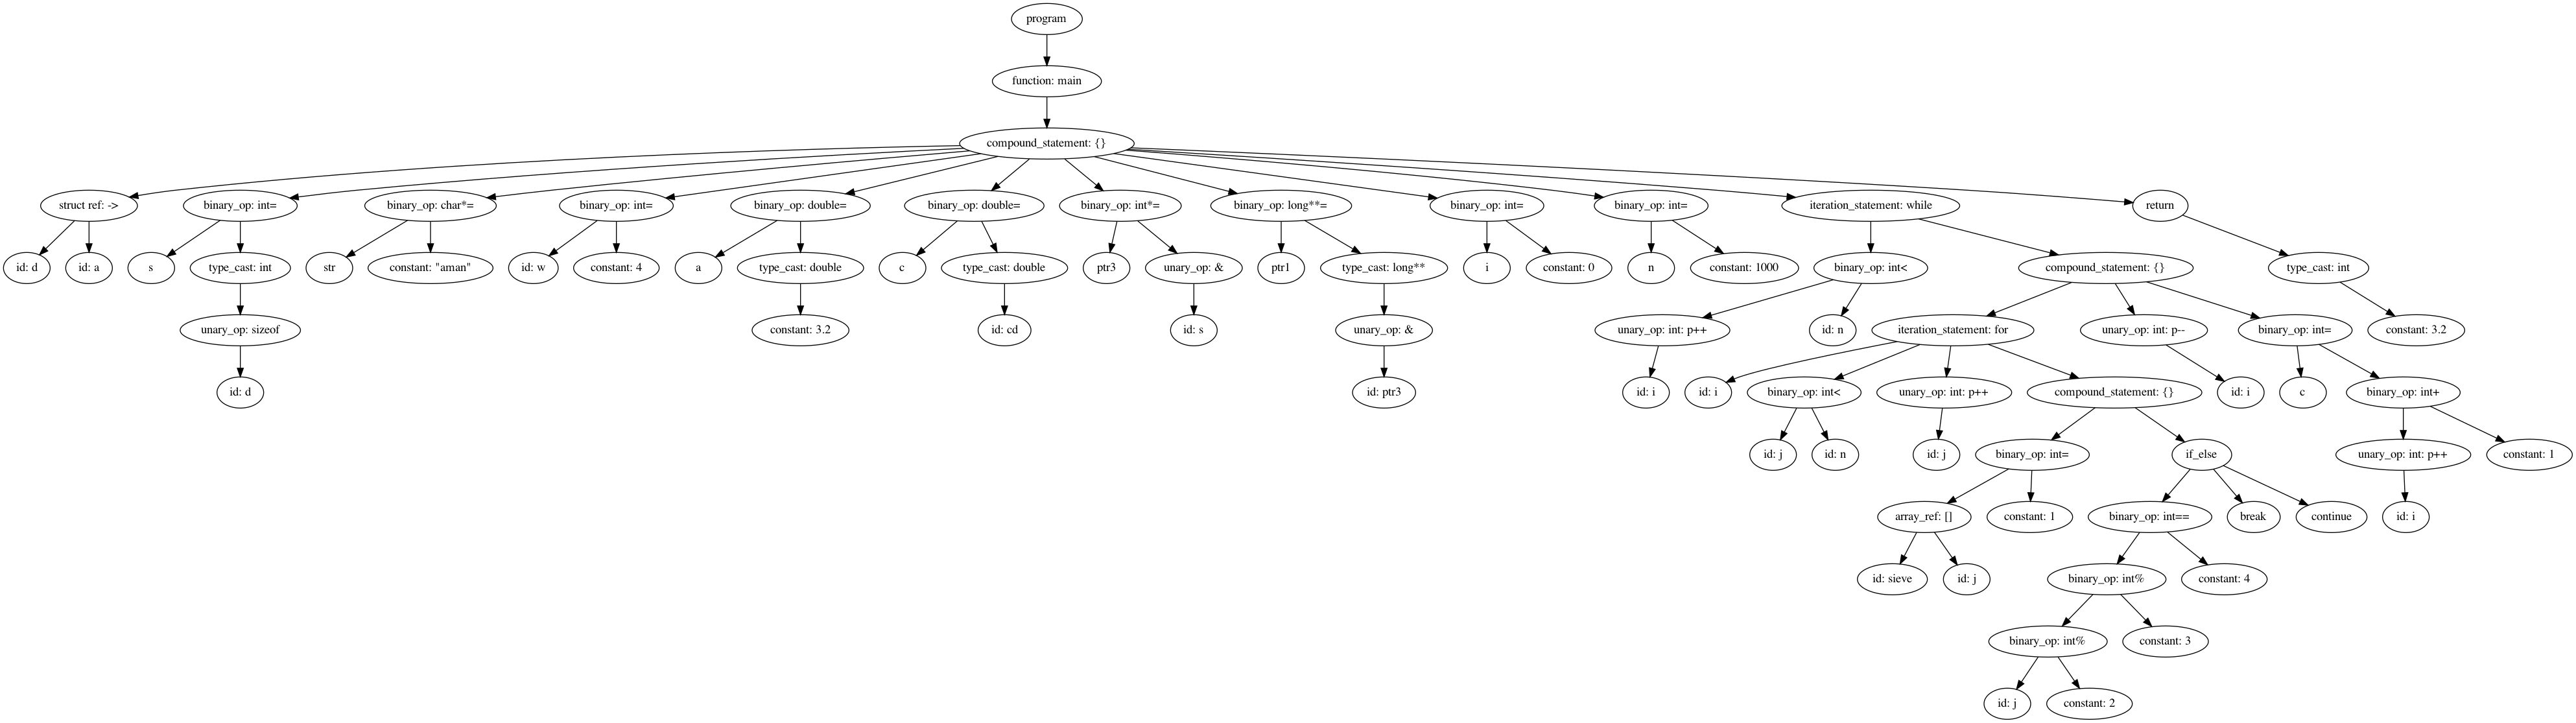 program
function: main
compound_statement: {}
struct ref: ->
binary_op: int=
binary_op: char*=
binary_op: int=
binary_op: double=
binary_op: double=
binary_op: int*=
binary_op: long**=
binary_op: int=
binary_op: int=
iteration_statement: while
return
id: d
id: a
s
type_cast: int
str
constant: "aman"
id: w
constant: 4
a
type_cast: double
c
type_cast: double
ptr3
unary_op: &
ptr1
type_cast: long**
i
constant: 0
n
constant: 1000
binary_op: int<
compound_statement: {}
type_cast: int
unary_op: sizeof
constant: 3.2
id: cd
id: s
unary_op: &
unary_op: int: p++
id: n
iteration_statement: for
unary_op: int: p--
binary_op: int=
constant: 3.2
id: d
id: ptr3
id: i
id: i
binary_op: int<
unary_op: int: p++
compound_statement: {}
id: i
c
binary_op: int+
id: j
id: n
id: j
binary_op: int=
if_else
unary_op: int: p++
constant: 1
array_ref: []
constant: 1
binary_op: int==
break
continue
id: i
id: sieve
id: j
binary_op: int%
constant: 4
binary_op: int%
constant: 3
id: j
constant: 2